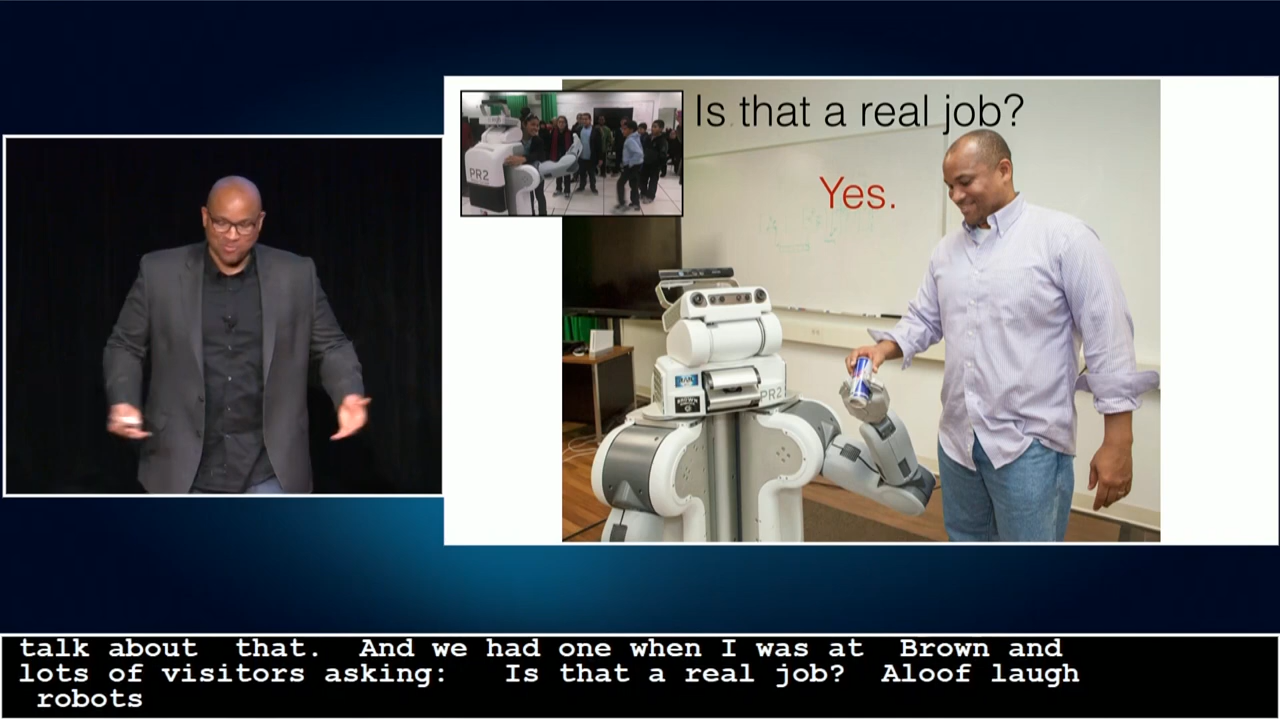 Is that a real job?
Yes.
PR2
PR2
BROWN
talk about  that.  And we had one when I was at  Brown and
lots of visitors asking:   Is that a real job?  Aloof laugh
robots